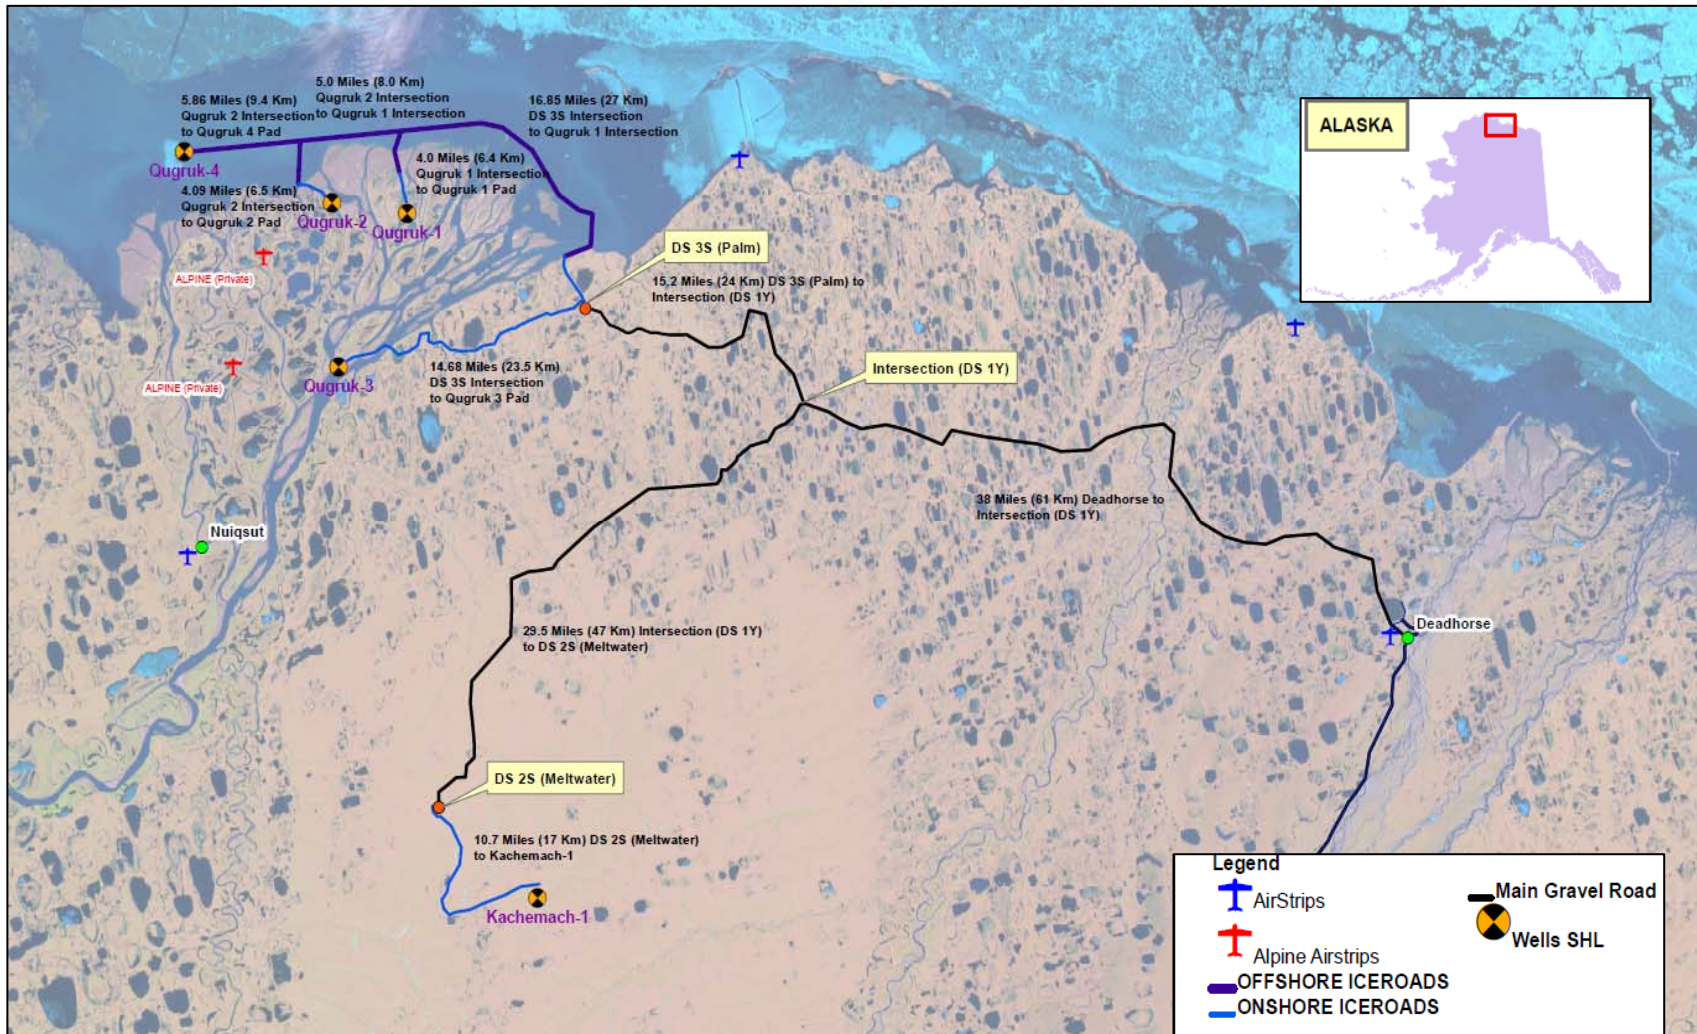 5.0 Miles (8.0 Km)
Qugruk 2 Intersection
to Qugruk 1 Intersection
5.86 Miles (9.4 Km)
Qugruk 2 Intersection
to Qugruk 4 Pad
16.85 Miles (27 Km)
DS 3S Intersection
to Qugruk 1 Intersection
ALASKA
Qugruk-4
4.0 Miles (6.4 Km)
Qugruk 1 Intersection
to Qugruk 1 Pad
4.09 Miles (6.5 Km)
Qugruk 2 Intersection
to Qugruk 2 Pad
Qugruk-2
Qugruk-1
DS 3S (Palm)
ALPINE (Private)
15.2 Miles (24 Km) DS 3S (Palm) to
Intersection (DS 1Y)
Intersection (DS 1Y)
ALPINE (Private)
Qugruk-3
14.68 Miles (23.5 Km)
DS 3S Intersection
to Qugruk 3 Pad
38 Miles (61 Km) Deadhorse to
Intersection (DS 1Y)
Nuiqsut
Deadhorse
29.5 Miles (47 Km) Intersection (DS 1Y)
to DS 2S (Meltwater)
DS 2S (Meltwater)
10.7 Miles (17 Km) DS 2S (Meltwater)
to Kachemach-1
Kachemach-1
Legend
AirStrips
Alpine Airstrips
OFFSHORE ICEROADS
ONSHORE ICEROADS
Main Gravel Road
Wells SHL